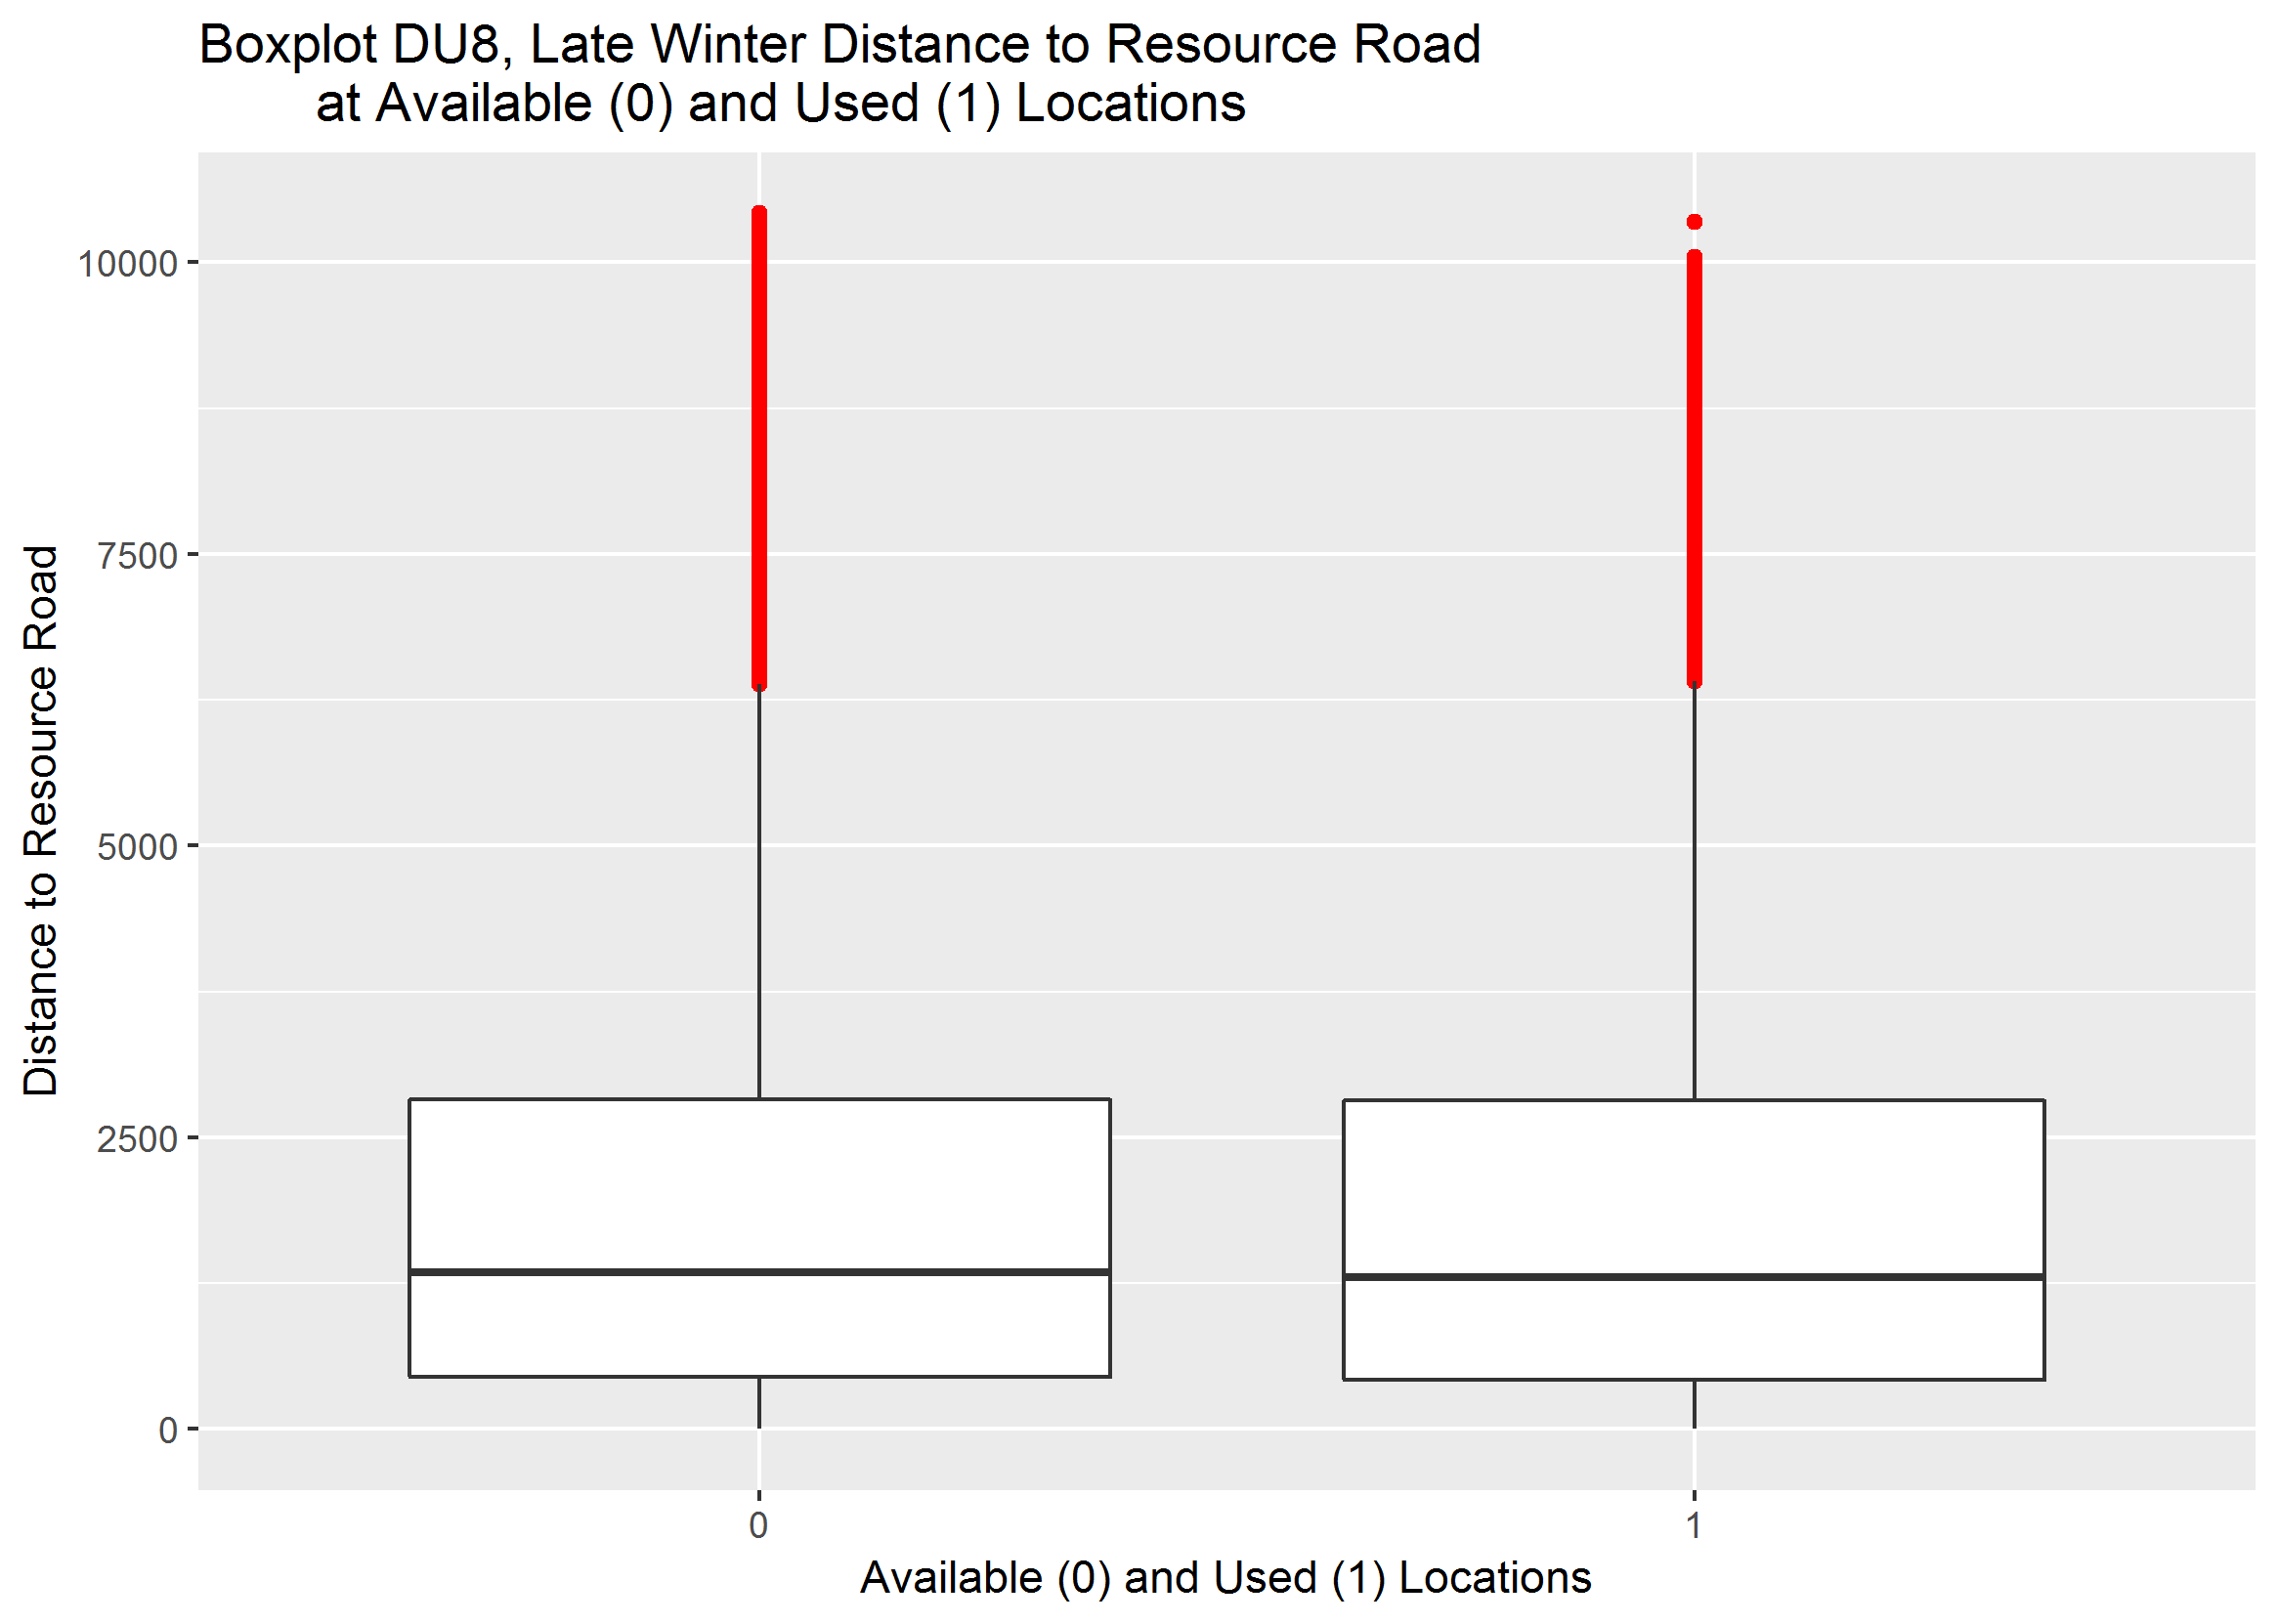 Boxplot DU8, Late Winter Distance to Resource Road
at Available (0) and Used (1) Locations
Distance to Resource Road
10000
7500
5000
2500
0
0
1
Available (0) and Used (1) Locations